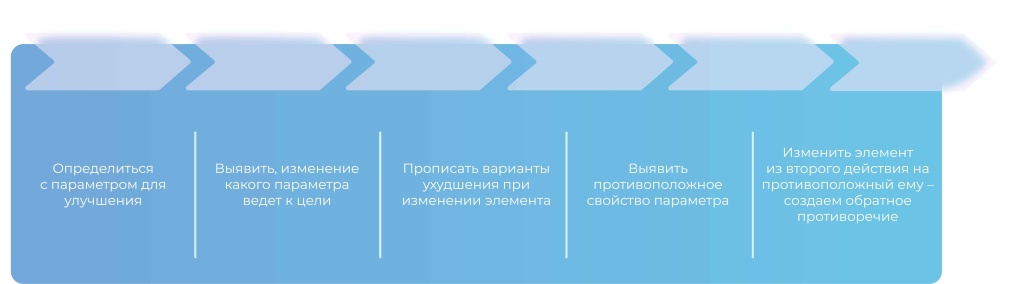 Определиться
с параметром для
улучшения
Выявить, изменение
какого параметра
ведет к цели
Прописать варианты
ухудшения при
изменении элемента
Выявить
противоположное
свойство параметра
Изменить элемент
из второго действия на
противоположный ему –
создаем обратное
противоречие